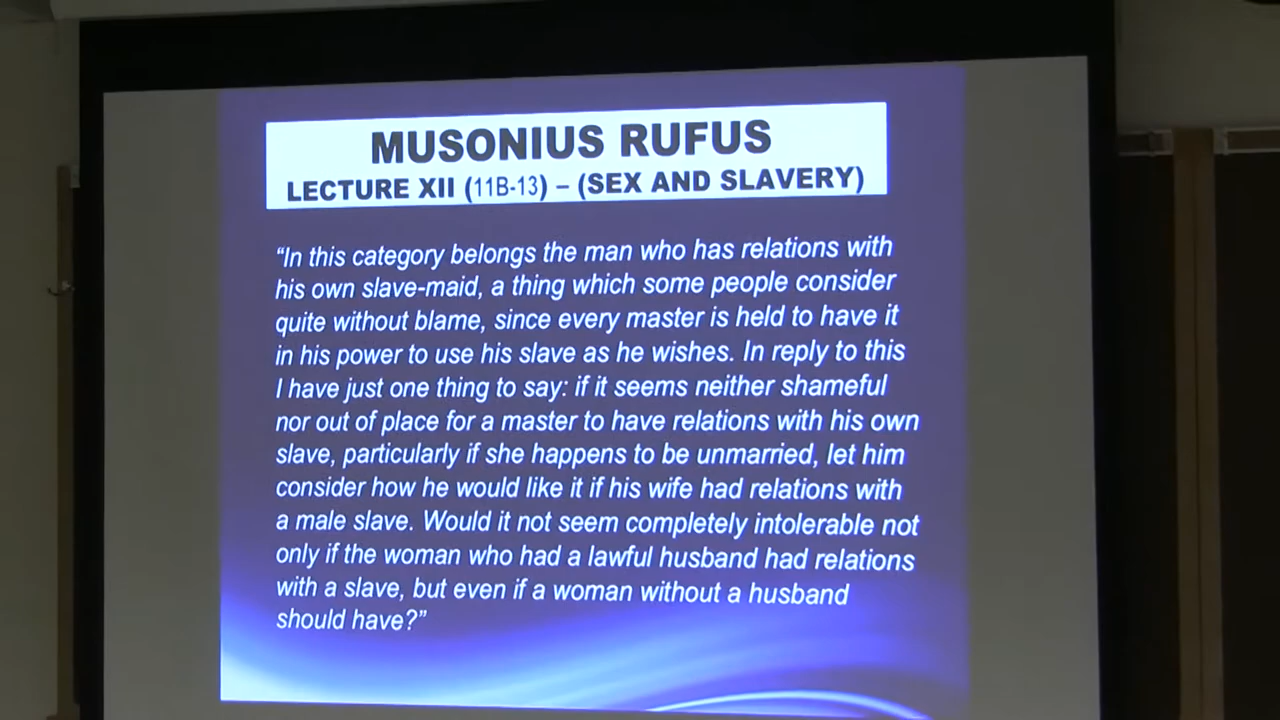 MUSONIUS RUFUS
LECTURE XII (11B-13) – (SEX AND SLAVERY)
“In this category belongs the man who has relations with
his own slave-maid, a thing which some people consider
quite without blame, since every master is held to have it
in his power to use his slave as he wishes. In reply to this
I have just one thing to say: if it seems neither shameful
nor out of place for a master to have relations with his own
slave, particularly if she happens to be unmarried, let him
consider how he would like it if his wife had relations with
a male slave. Would it not seem completely intolerable not
only if the woman who had a lawful husband had relations
with a slave, but even if a woman without a husband
should have?”